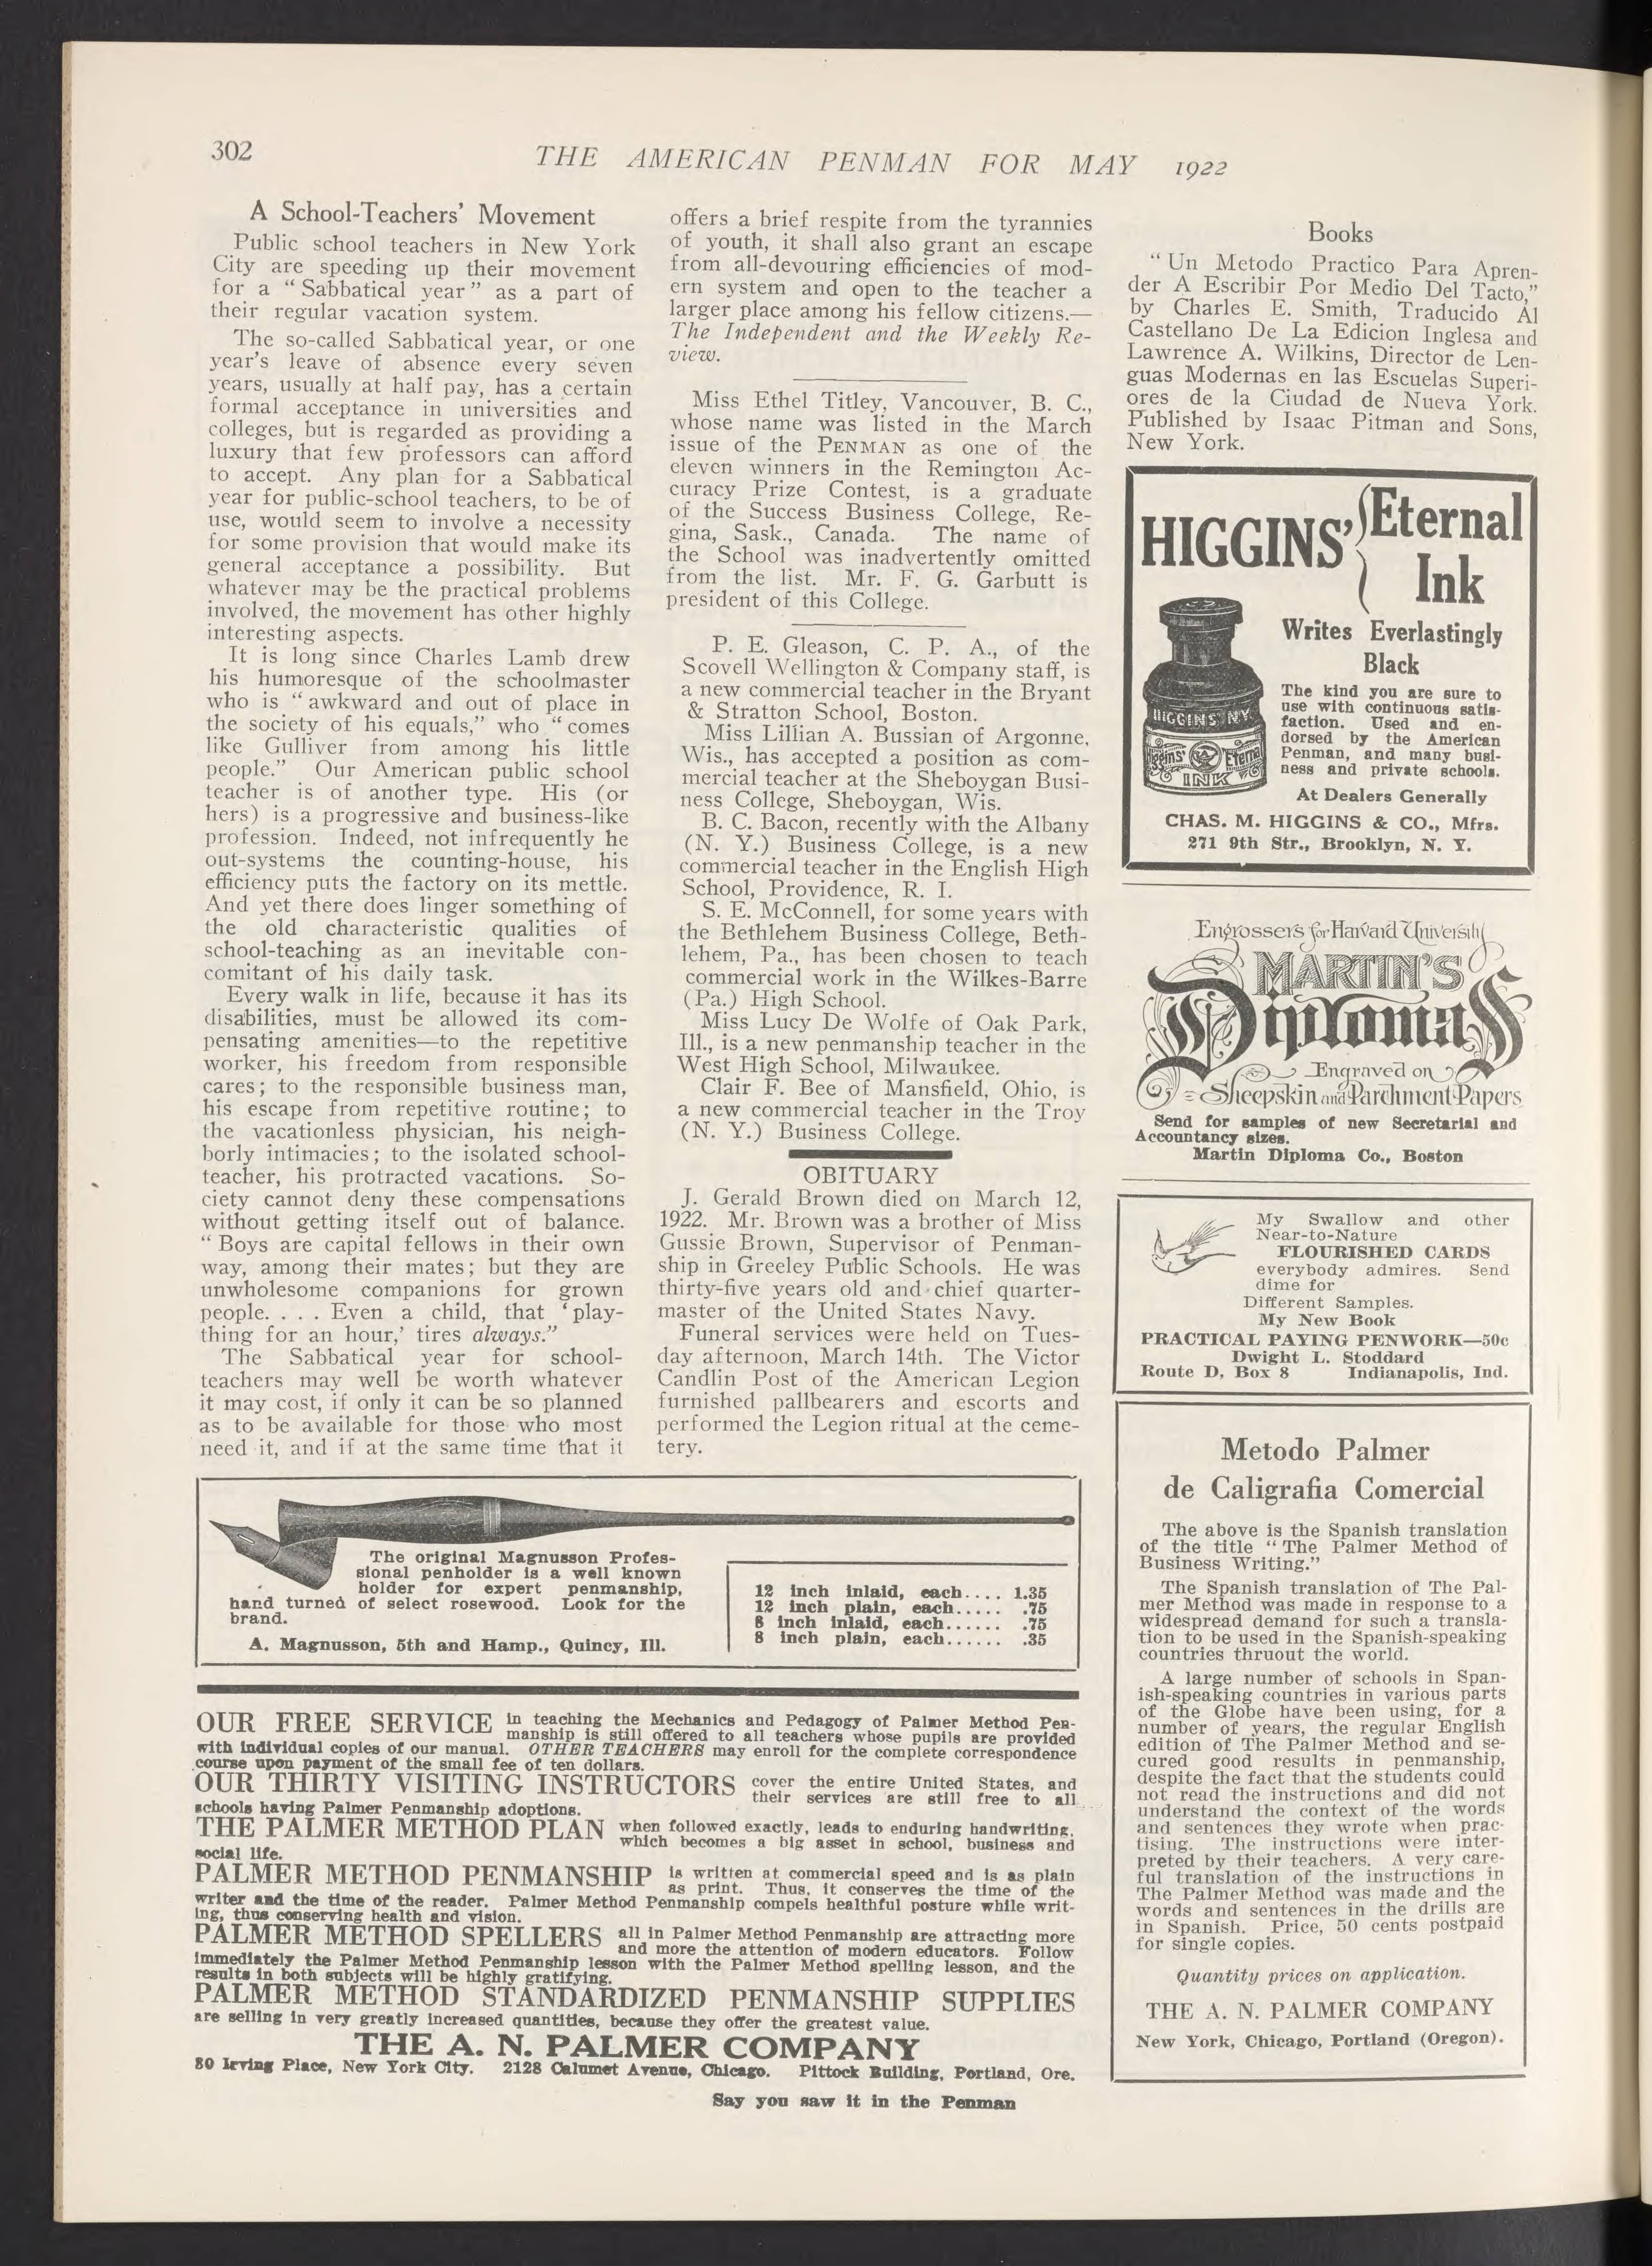 302
THE AMERICAN PENMAN FOR MAY 1922
A School-Teachers' Movement
Public school teachers in New York
City are speeding up their movement
for a “Sabbatical year” as a part of
their regular vacation system.
The so-called Sabbatical year, or one
year's leave of absence every seven
years, usually at half pay, has a certain
formal acceptance in universities and
colleges, but is regarded as providing a
luxury that few professors can afford
to accept. Any plan for a Sabbatical
year for public-school teachers, to be of
use, would seem to involve a necessity
for some provision that would make its
general acceptance a possibility. But
whatever may be the practical problems
involved, the movement has other highly
interesting aspects.
It is long since Charles Lamb drew
his humoresque of the schoolmaster
who is “awkward and out of place in
the society of his equals,” who “comes
like Gulliver from among his little
people.” Our American public school
teacher is of another type. His (or
hers) is a progressive and business-like
profession. Indeed, not infrequently he
out-systems the counting-house, his
efficiency puts the factory on its mettle.
And yet there does linger something of
the old characteristic qualities of
school-teaching as an inevitable con-
comitant of his daily task.
Every walk in life, because it has its
disabilities, must be allowed its com-
pensating amenities—to the repetitive
worker, his freedom from responsible
cares; to the responsible business man,
his escape from repetitive routine; to
the vacationless physician, his neigh-
borly intimacies; to the isolated school-
teacher, his protracted vacations. So-
ciety cannot deny these compensations
without getting itself out of balance.
“Boys are capital fellows in their own
way, among their mates; but they are
unwholesome companions for grown
people. . . . Even a child, that ‘play-
thing for an hour,’ tires always.”
The Sabbatical year for school-
teachers may well be worth whatever
it may cost, if only it can be so planned
as to be available for those who most
need it, and if at the same time that it
offers a brief respite from the tyrannies
of youth, it shall also grant an escape
from all-devouring efficiencies of mod-
ern system and open to the teacher a
larger place among his fellow citizens.—
The Independent and the Weekly Re-
view.
Miss Ethel Titley, Vancouver, B. C.,
whose name was listed in the March
issue of the PENMAN as one of the
eleven winners in the Remington Ac-
curacy Prize Contest, is a graduate
of the Success Business College, Re-
gina, Sask., Canada. The name of
the School was inadvertently omitted
from the list. Mr. F. G. Garbutt is
president of this College.
P. E. Gleason, C. P. A., of the
Scovell Wellington & Company staff, is
a new commercial teacher in the Bryant
& Stratton School, Boston.
Miss Lillian A. Bussian of Argonne,
Wis., has accepted a position as com-
mercial teacher at the Sheboygan Busi-
ness College, Sheboygan, Wis.
B. C. Bacon, recently with the Albany
(N. Y.) Business College, is a new
commercial teacher in the English High
School, Providence, R. I.
S. E. McConnell, for some years with
the Bethlehem Business College, Beth-
lehem, Pa., has been chosen to teach
commercial work in the Wilkes-Barre
(Pa.) High School.
Miss Lucy De Wolfe of Oak Park,
Ill., is a new penmanship teacher in the
West High School, Milwaukee.
Clair F. Bee of Mansfield, Ohio, is
a new commercial teacher in the Troy
(N. Y.) Business College.
OBITUARY
J. Gerald Brown died on March 12,
1922. Mr. Brown was a brother of Miss
Gussie Brown, Supervisor of Penman-
ship in Greeley Public Schools. He was
thirty-five years old and chief quarter-
master of the United States Navy.
Funeral services were held on Tues-
day afternoon, March 14th. The Victor
Candlin Post of the American Legion
furnished pallbearers and escorts and
performed the Legion ritual at the ceme-
tery.
Books
“Un Metodo Practico Para Apren-
der A Escribir Por Medio Del Tacto,”
by Charles E. Smith, Traducido Al
Castellano De La Edicion Inglesa and
Lawrence A. Wilkins, Director de Len-
guas Modernas en las Escuelas Superi-
ores de la Ciudad de Nueva York.
Published by Isaac Pitman and Sons,
New York.
HIGGINS' Eternal
Ink
Writes Everlastingly
Black
HIGGINS' N.Y.
Higgins' Eternal
INK
The kind you are sure to
use with continuous satis-
faction. Used and en-
dorsed by the American
Penman, and many busi-
ness and private schools.
At Dealers Generally
CHAS. M. HIGGINS & CO., Mfrs.
271 9th Str., Brooklyn, N. Y.
Engrossers for Harvard University
MARTIN'S
Diplomas
Engraved on
Sheepskin and Parchment Papers
Send for samples of new Secretarial and
Accountancy sizes.
Martin Diploma Co., Boston
My Swallow and other
Near-to-Nature
FLOURISHED CARDS
everybody admires. Send
dime for
Different Samples.
My New Book
PRACTICAL PAYING PENWORK—50c
Dwight L. Stoddard
Route D, Box 8 Indianapolis, Ind.
Metodo Palmer
de Caligrafia Comercial
The above is the Spanish translation
of the title “The Palmer Method of
Business Writing.”
The Spanish translation of The Pal-
mer Method was made in response to a
widespread demand for such a transla-
tion to be used in the Spanish-speaking
countries thruout the world.
A large number of schools in Span-
ish-speaking countries in various parts
of the Globe have been using, for a
number of years, the regular English
edition of The Palmer Method and se-
cured good results in penmanship,
despite the fact that the students could
not read the instructions and did not
understand the context of the words
and sentences they wrote when prac-
tising. The instructions were inter-
preted by their teachers. A very care-
ful translation of the instructions in
The Palmer Method was made and the
words and sentences in the drills are
in Spanish. Price, 50 cents postpaid
for single copies.
Quantity prices on application.
THE A. N. PALMER COMPANY
New York, Chicago, Portland (Oregon).
The original Magnusson Profes-
sional penholder is a well known
holder for expert penmanship,
hand turned of select rosewood. Look for the
brand.
A. Magnusson, 5th and Hamp., Quincy, Ill.
12 inch inlaid, each.... 1.35
12 inch plain, each..... .75
8 inch inlaid, each...... .75
8 inch plain, each...... .35
OUR FREE SERVICE in teaching the Mechanics and Pedagogy of Palmer Method Pen-
manship is still offered to all teachers whose pupils are provided
with individual copies of our manual. OTHER TEACHERS may enroll for the complete correspondence
course upon payment of the small fee of ten dollars.
OUR THIRTY VISITING INSTRUCTORS cover the entire United States, and
their services are still free to all
schools having Palmer Penmanship adoptions.
THE PALMER METHOD PLAN when followed exactly, leads to enduring handwriting,
which becomes a big asset in school, business and
social life.
PALMER METHOD PENMANSHIP is written at commercial speed and is as plain
as print. Thus, it conserves the time of the
writer and the time of the reader. Palmer Method Penmanship compels healthful posture while writ-
ing, thus conserving health and vision.
PALMER METHOD SPELLERS all in Palmer Method Penmanship are attracting more
and more the attention of modern educators. Follow
immediately the Palmer Method Penmanship lesson with the Palmer Method spelling lesson, and the
results in both subjects will be highly gratifying.
PALMER METHOD STANDARDIZED PENMANSHIP SUPPLIES
are selling in very greatly increased quantities, because they offer the greatest value.
THE A. N. PALMER COMPANY
30 Irving Place, New York City. 2128 Calumet Avenue, Chicago. Pittock Building, Portland, Ore.
Say you saw it in the Penman